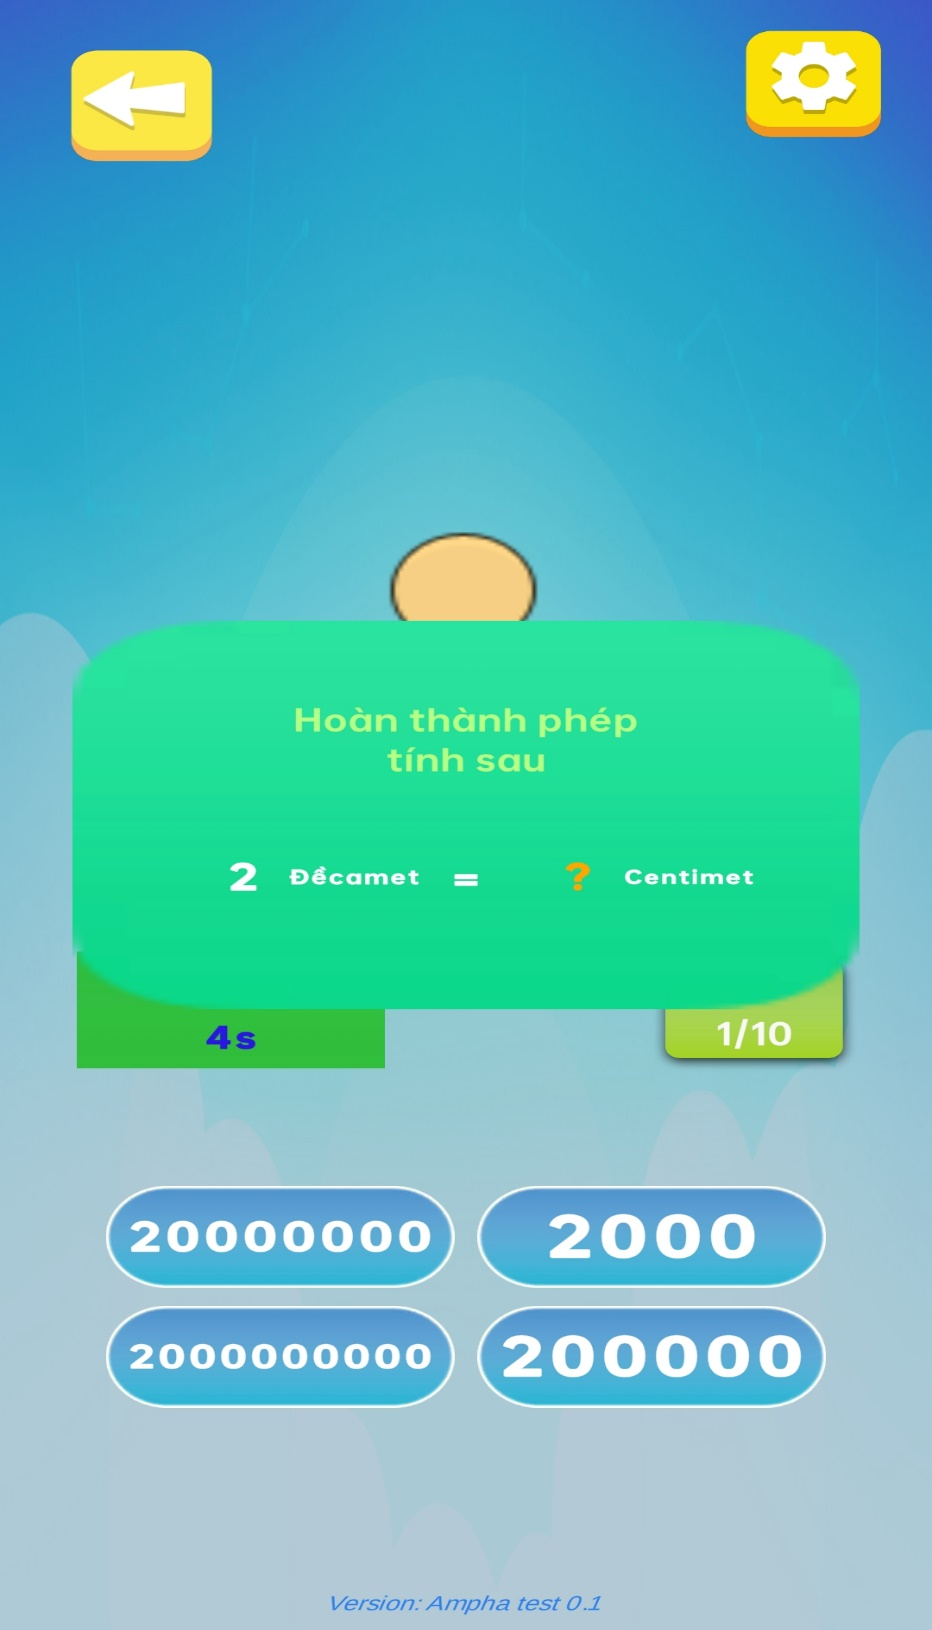 Hoàn thành phép
tính sau
2 Đềcamet = ? Centimet
4s
1/10
20000000
2000
2000000000
200000
Version: Ampha test 0.1